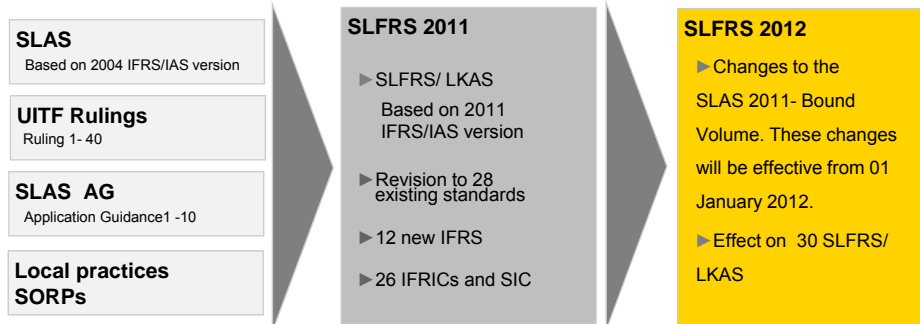 SLAS
Based on 2004 IFRS/IAS version
UITF Rulings
Ruling 1- 40
SLAS AG
Application Guidance1 -10
Local practices
SORPs
SLFRS 2011
►SLFRS/ LKAS
Based on 2011
IFRS/IAS version
►Revision to 28
existing standards
►12 new IFRS
►26 IFRICs and SIC
SLFRS 2012
►Changes to the
SLAS 2011- Bound
Volume. These changes
will be effective from 01
January 2012.
►Effect on 30 SLFRS/
LKAS